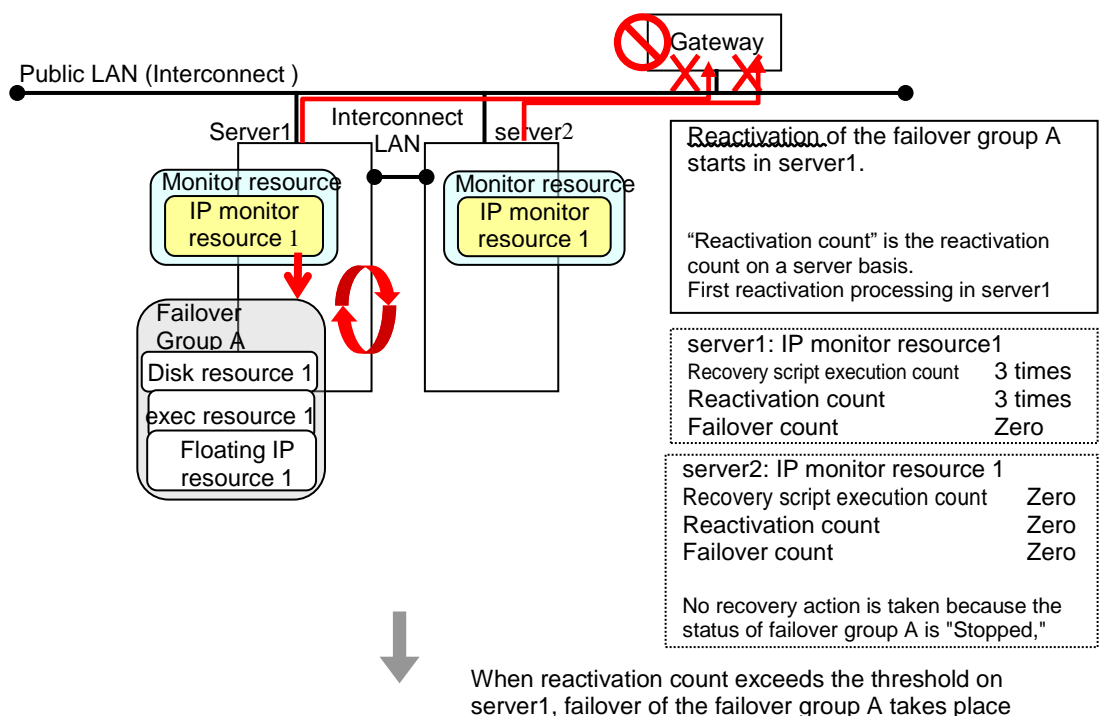 Gateway
Public LAN (Interconnect )
Interconnect
LAN
Server1
server2
Monitor resource
IP monitor
resource 1
Monitor resource
IP monitor
resource 1
Failover
Group A
Disk resource 1
exec resource 1
Floating IP
resource 1
Reactivation of the failover group A
starts in server1.
“Reactivation count” is the reactivation
count on a server basis.
First reactivation processing in server1
server1: IP monitor resource1
Recovery script execution count 3 times
Reactivation count 3 times
Failover count Zero
server2: IP monitor resource 1
Recovery script execution count Zero
Reactivation count Zero
Failover count Zero
No recovery action is taken because the
status of failover group A is "Stopped,"
When reactivation count exceeds the threshold on
server1, failover of the failover group A takes place